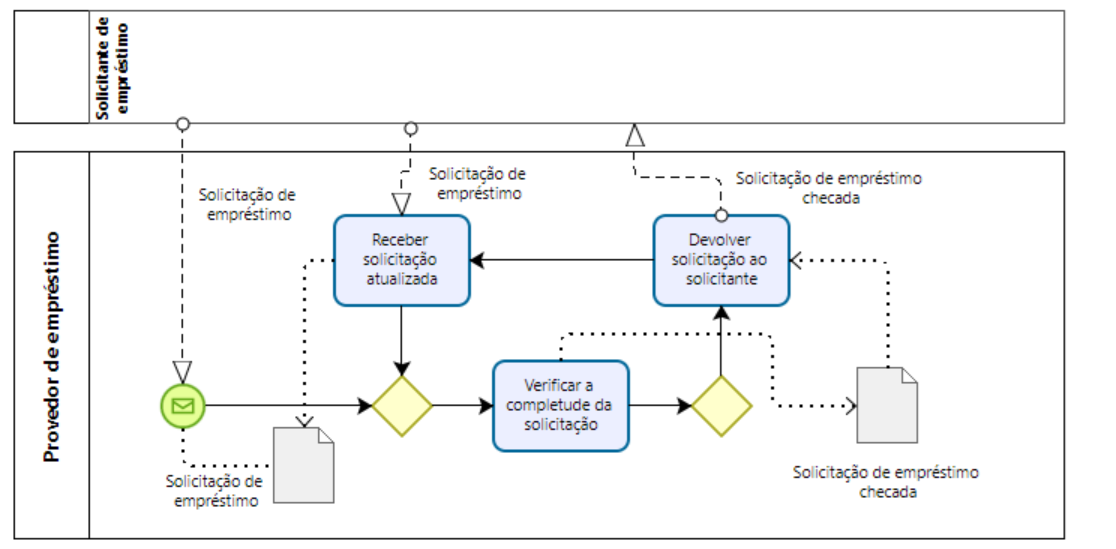 Solicitante de
empréstimo
Provedor de empréstimo
Solicitação de
empréstimo
Solicitação de
empréstimo
Solicitação de empréstimo
checada
Receber
solicitação
atualizada
Devolver
solicitação ao
solicitante
Verificar a
completude da
solicitação
Solicitação de
empréstimo
Solicitação de empréstimo
checada